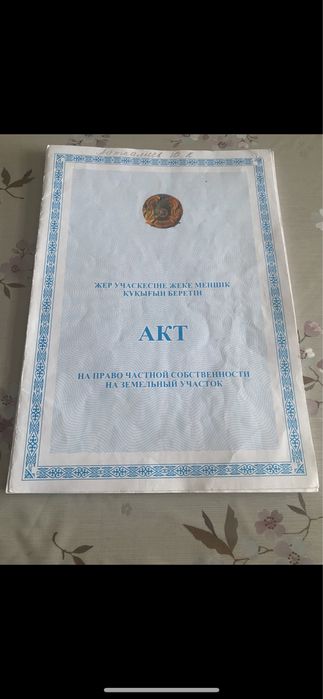 ЖЕР УЧАСКЕСІНЕ ЖЕКЕ МЕНШІК
ҚҰҚЫҒЫН БЕРЕТІН
АКТ
НА ПРАВО ЧАСТНОЙ СОБСТВЕННОСТИ
НА ЗЕМЕЛЬНЫЙ УЧАСТОК